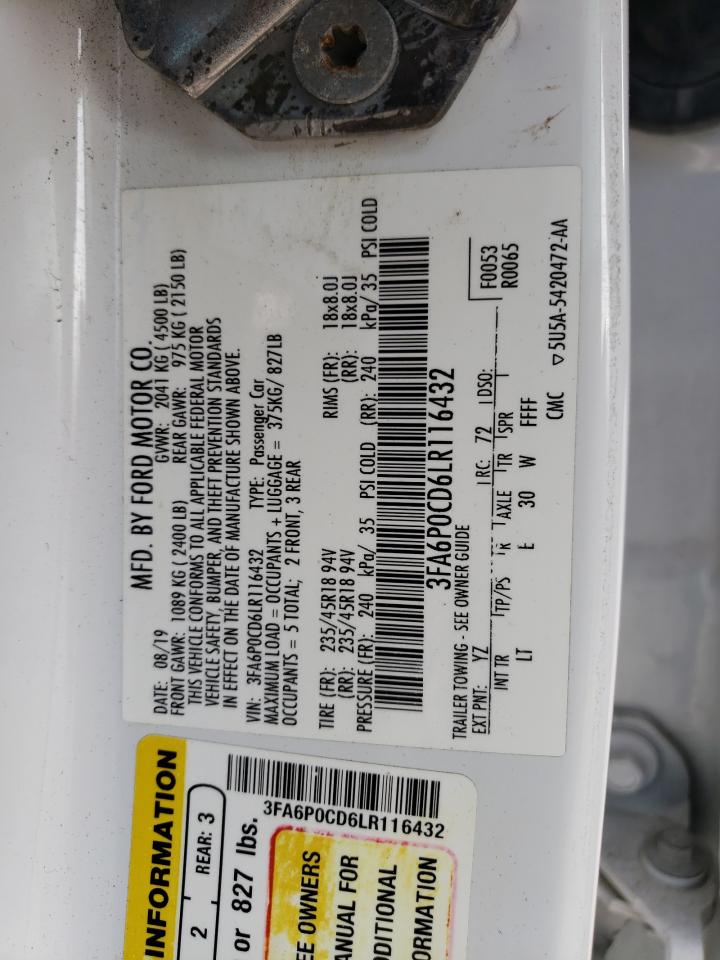 MFD. BY FORD MOTOR CO.
DATE: 08/19 GVWR: 2041 KG ( 4500 LB)
FRONT GAWR: 1089 KG ( 2400 LB) REAR GAWR: 975 KG ( 2150 LB)
THIS VEHICLE CONFORMS TO ALL APPLICABLE FEDERAL MOTOR
VEHICLE SAFETY, BUMPER, AND THEFT PREVENTION STANDARDS
IN EFFECT ON THE DATE OF MANUFACTURE SHOWN ABOVE.
VIN: 3FA6P0CD6LR116432 TYPE: Passenger Car
MAXIMUM LOAD = OCCUPANTS + LUGGAGE = 375KG/ 827LB
OCCUPANTS = 5 TOTAL; 2 FRONT, 3 REAR
TIRE (FR): 235/45R18 94V RIMS (FR): 18x8.0J
(RR): 235/45R18 94V (RR): 18x8.0J
PRESSURE (FR): 240 kPa/ 35 PSI COLD (RR): 240 kPa/ 35 PSI COLD
3FA6P0CD6LR116432
TRAILER TOWING - SEE OWNER GUIDE F0053
EXT PNT: YZ RC: 72 DSO: R0065
INT TR TP/PS R AXLE TR SPR
LT E 30 W FFFF
CMC ▽ 5U5A-5420472-AA
INFORMATION
2 REAR: 3
or 827 lbs.
3FA6P0CD6LR116432
OWNERS
FOR